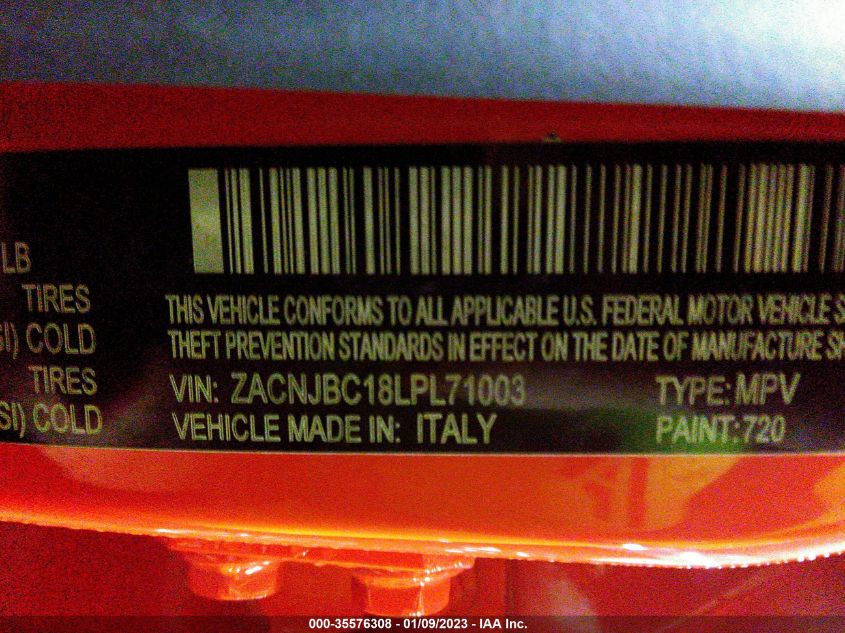 LB
TIRES
SI) COLD
TIRES
SI) COLD
THIS VEHICLE CONFORMS TO ALL APPLICABLE U.S. FEDERAL MOTOR VEHICLE S
THEFT PREVENTION STANDARDS IN EFFECT ON THE DATE OF MANUFACTURE SH
VIN: ZACNJBC18LPL71003 TYPE: MPV
VEHICLE MADE IN: ITALY PAINT: 720
000-35576308 - 01/09/2023 - IAA Inc.